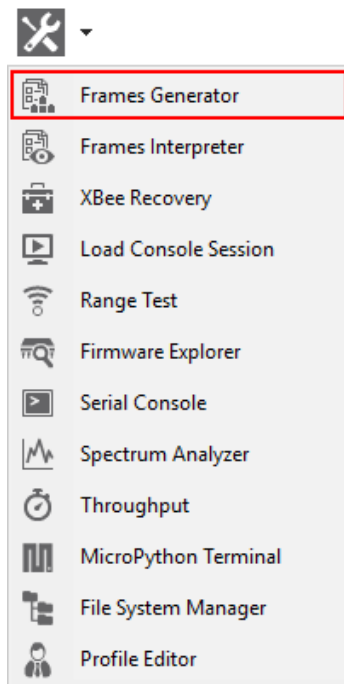 Frames Generator
Frames Interpreter
XBee Recovery
Load Console Session
Range Test
Firmware Explorer
Serial Console
Spectrum Analyzer
Throughput
MicroPython Terminal
File System Manager
Profile Editor